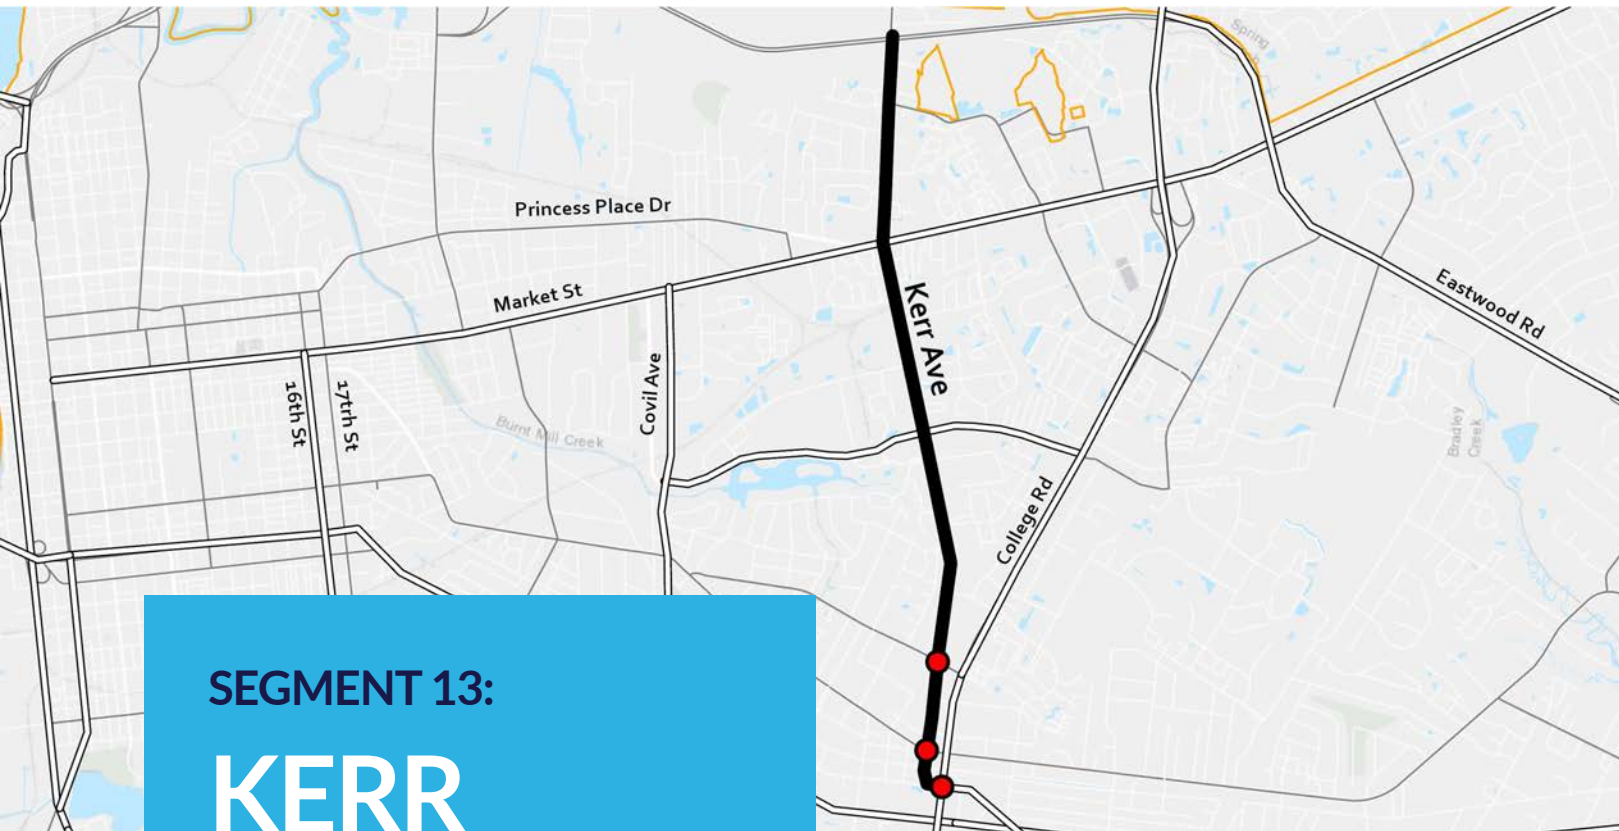 Spring
Princess Place Dr
Market St
Kerr Ave
Eastwood Rd
Covil Ave
16th St
17trh St
Burnt Mill Creek
Bradley
Creek
College Rd
SEGMENT 13:
KERR